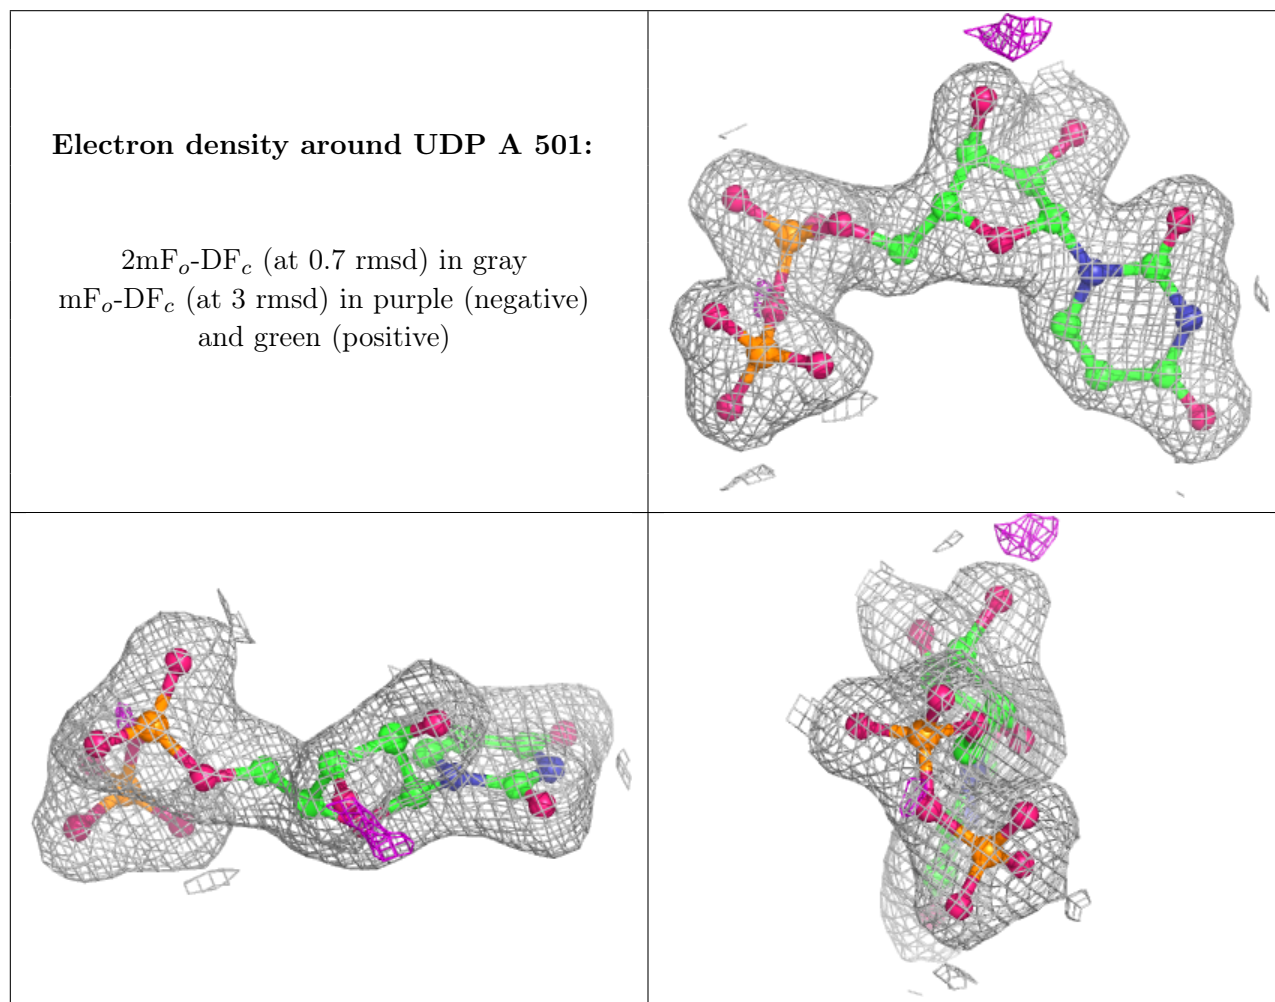 Electron density around UDP A 501:
2mFo-DFc (at 0.7 rmsd) in gray
mFo-DFc (at 3 rmsd) in purple (negative)
and green (positive)